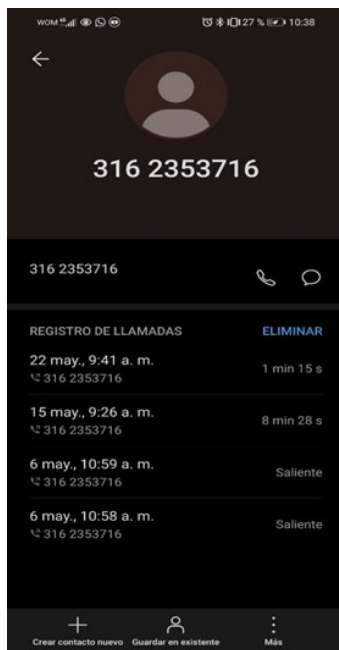 WOM 27 % 10:38
316 2353716
316 2353716
REGISTRO DE LLAMADAS ELIMINAR
22 may., 9:41 a. m.
316 2353716
1 min 15 s
15 may., 9:26 a. m.
316 2353716
8 min 28 s
6 may., 10:59 a. m.
316 2353716
Saliente
6 may., 10:58 a. m.
316 2353716
Saliente
Crear contacto nuevo Guardar en existente Más